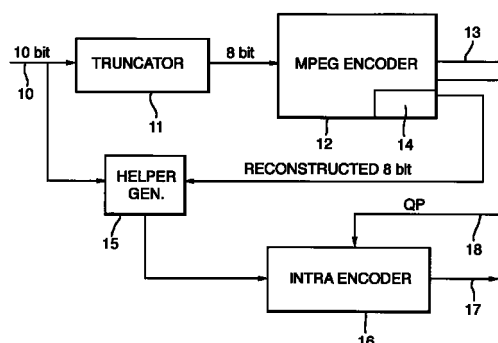 10 bit
10
TRUNCATOR
11
8 bit
MPEG ENCODER
12
14
13
HELPER
GEN.
15
RECONSTRUCTED 8 bit
QP
18
INTRA ENCODER
17
16